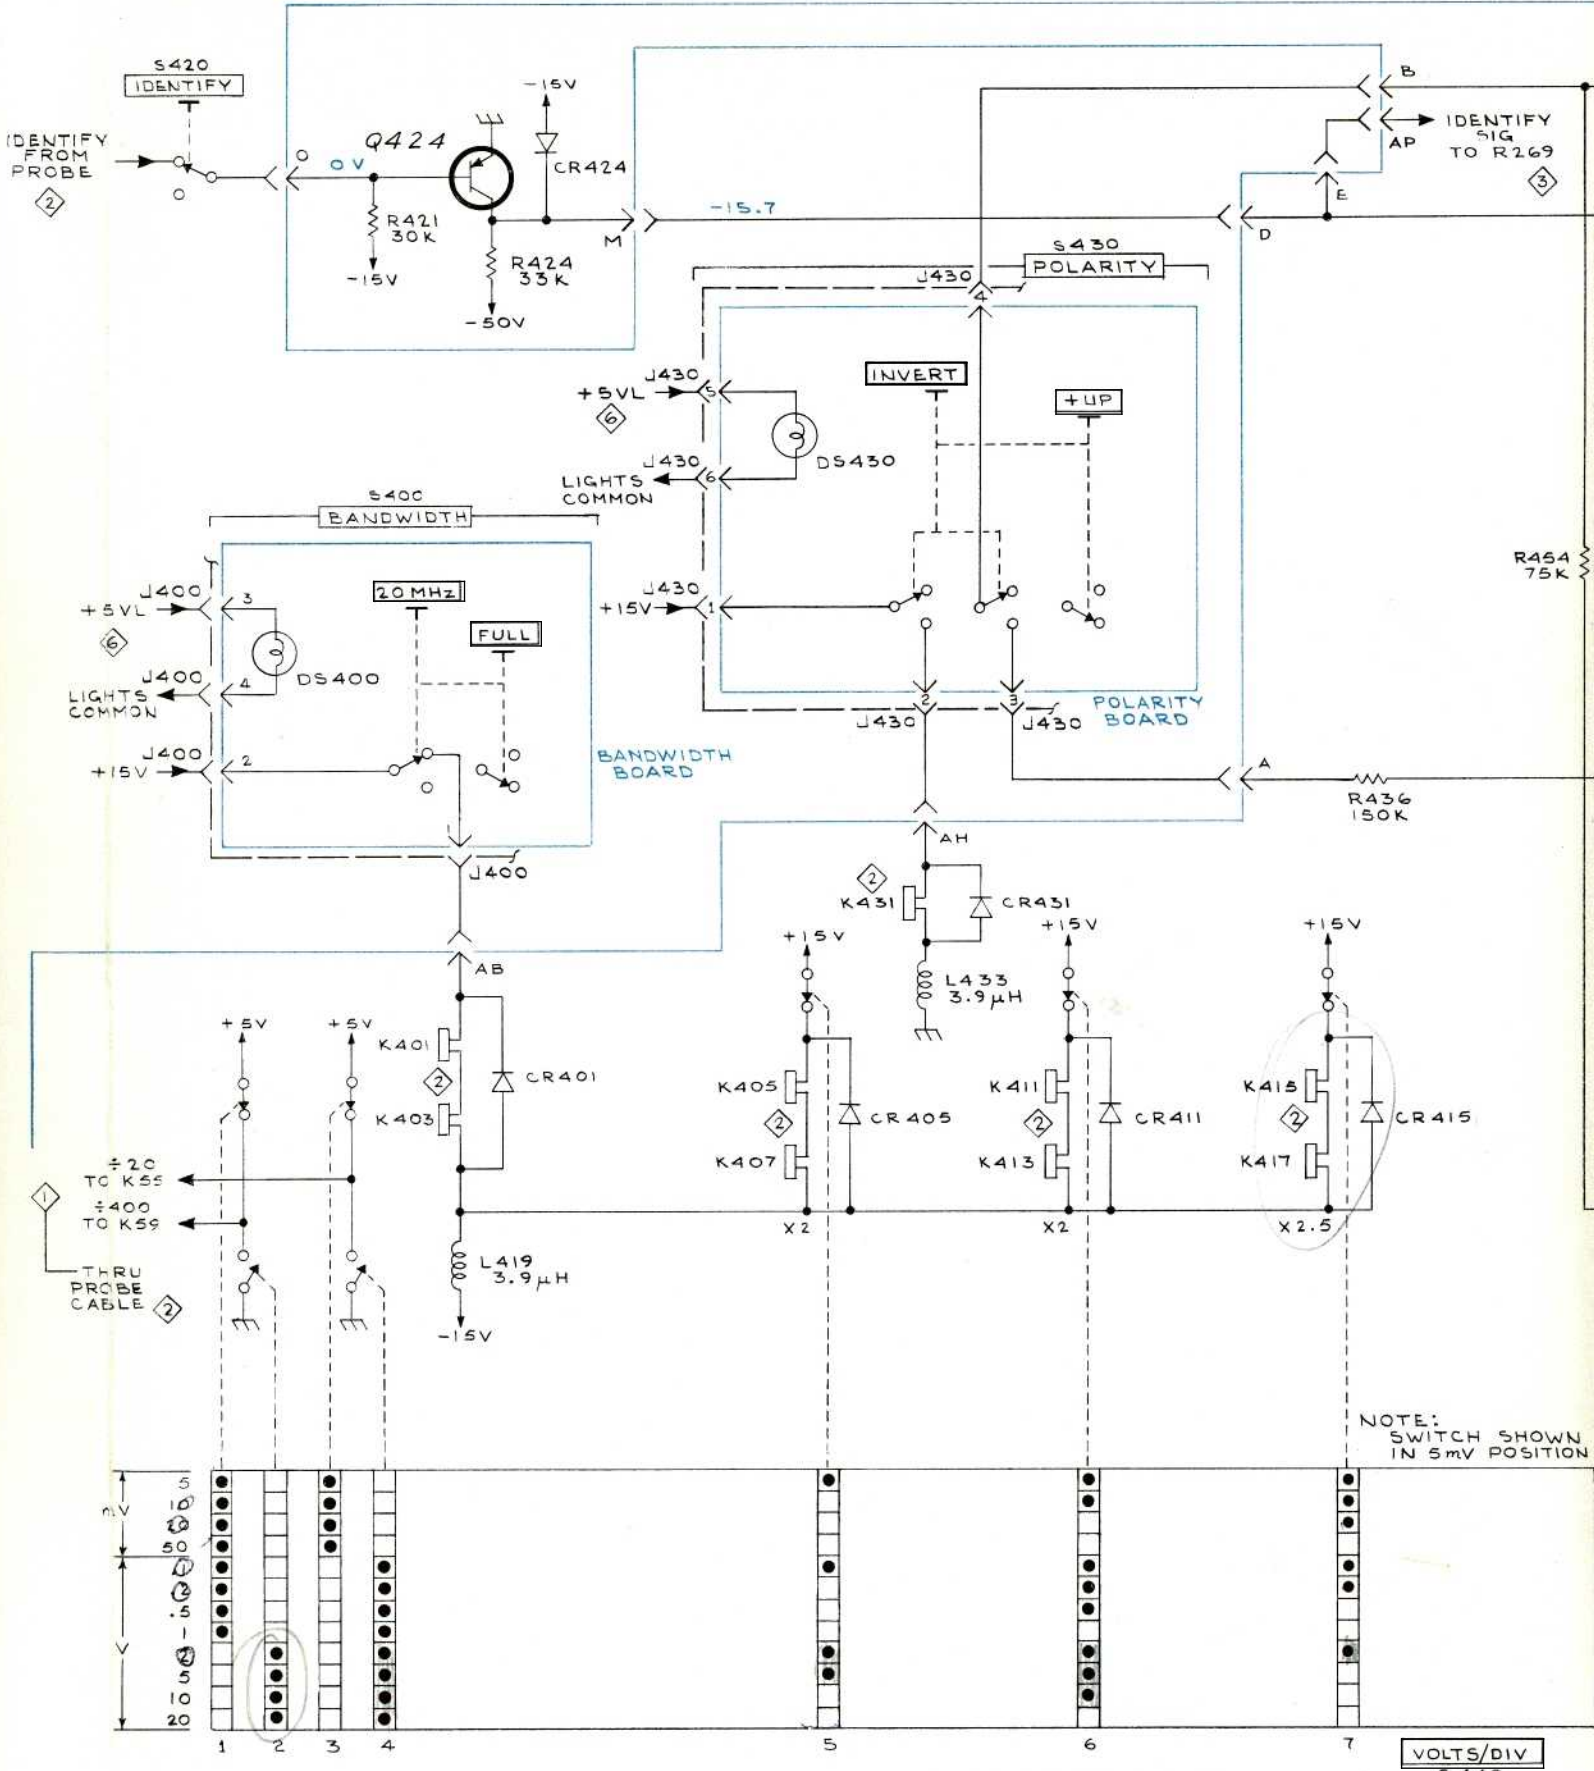 S420
IDENTIFY
IDENTIFY
FROM
PROBE
2
O
0V
Q424
-15V
CR424
R421
30K
-15V
R424
33K
-50V
M
-15.7
B
IDENTIFY
SIG
TO R269
AP
3
E
D
S430
POLARITY
J430
4
INVERT
+UP
J430
+5VL
5
6
DS430
J430
6
LIGHTS
COMMON
J430
+15V
1
2
J430
3
J430
POLARITY
BOARD
R454
75K
S400
BANDWIDTH
20MHz
FULL
J400
3
+5VL
6
DS400
J400
4
LIGHTS
COMMON
J400
+15V
2
BANDWIDTH
BOARD
1
J400
A
R436
150K
AH
2
K431
CR431
L433
3.9μH
AB
+5V
+5V
K401
2
K403
CR401
+15V
K405
2
K407
CR405
X2
+15V
K411
2
K413
CR411
X2
+15V
K415
2
K417
CR415
X2.5
÷20
TO K55
÷400
TO K59
1
THRU
PROBE
CABLE
2
L419
3.9μH
-15V
NOTE:
SWITCH SHOWN
IN 5mV POSITION
mV
5
10
20
50
V
.1
.2
.5
1
2
5
10
20
1 2 3 4 5 6 7
VOLTS/DIV